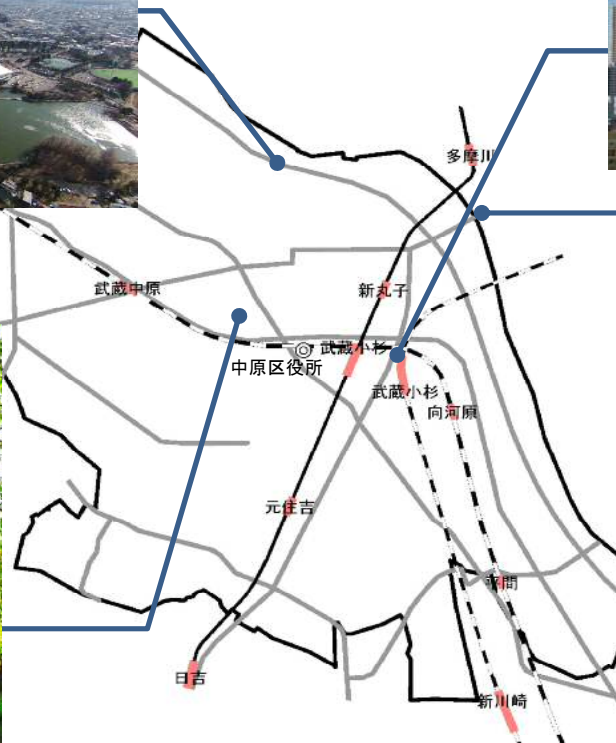 多摩川
武蔵中原
新丸子
武蔵小杉
中原区役所
武蔵小杉
向河原
元住吉
平間
日吉
新川崎